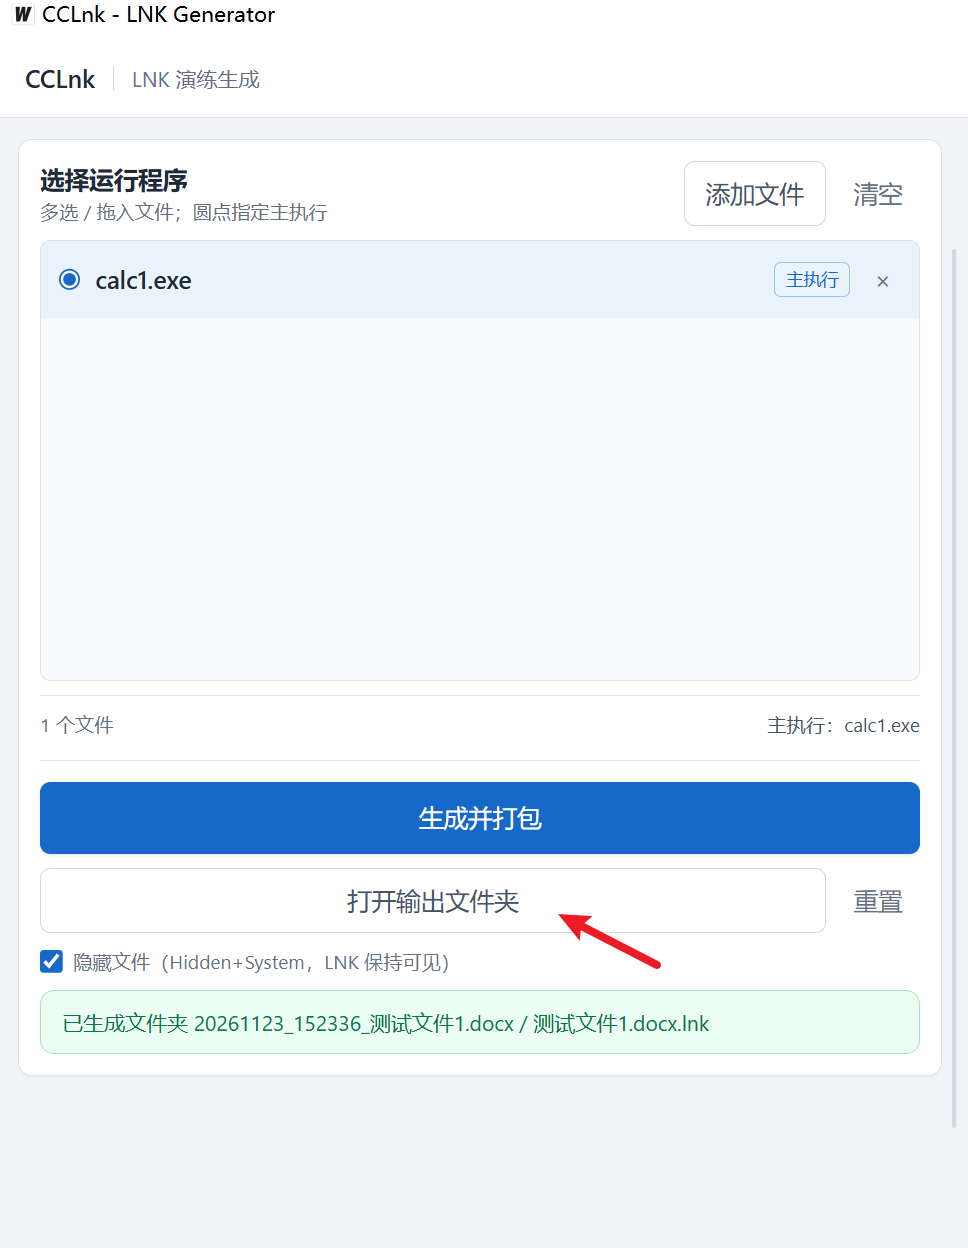 W CCLnk - LNK Generator
CCLnk LNK 演练生成
选择运行程序
多选 / 拖入文件；圆点指定主执行
添加文件 清空
calc1.exe 主执行 ×
1 个文件 主执行：calc1.exe
生成并打包
打开输出文件夹 重置
隐藏文件（Hidden+System，LNK 保持可见）
已生成文件夹 20261123_152336_测试文件1.docx / 测试文件1.docx.lnk